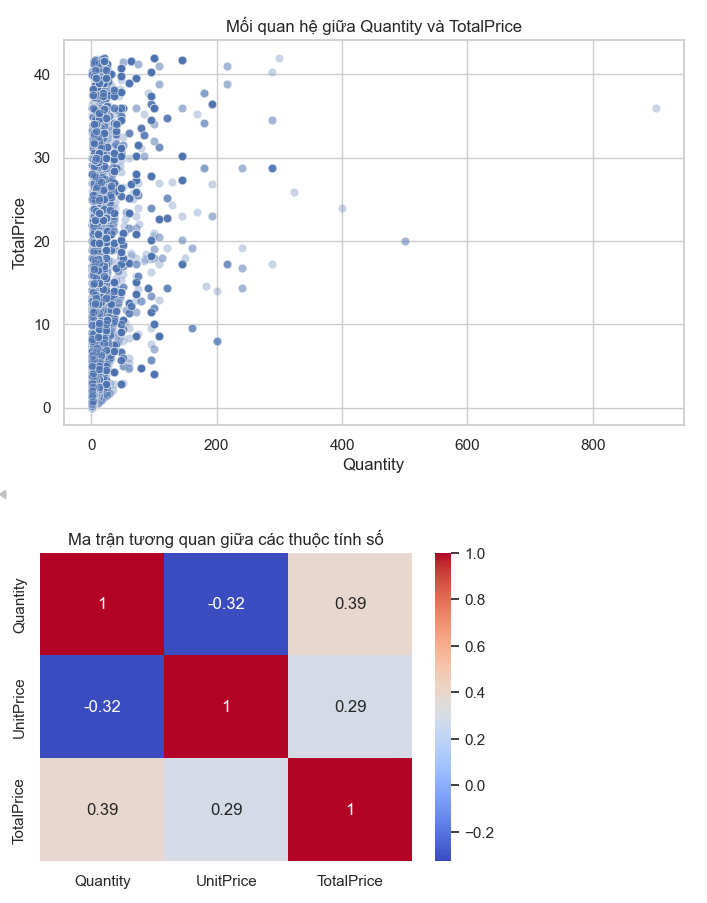 Mối quan hệ giữa Quantity và TotalPrice
40
30
20
10
0
TotalPrice
0 200 400 600 800
Quantity
Ma trận tương quan giữa các thuộc tính số
Quantity
1 -0.32 0.39
UnitPrice
-0.32 1 0.29
TotalPrice
0.39 0.29 1
Quantity UnitPrice TotalPrice
1.0
0.8
0.6
0.4
0.2
0.0
−0.2